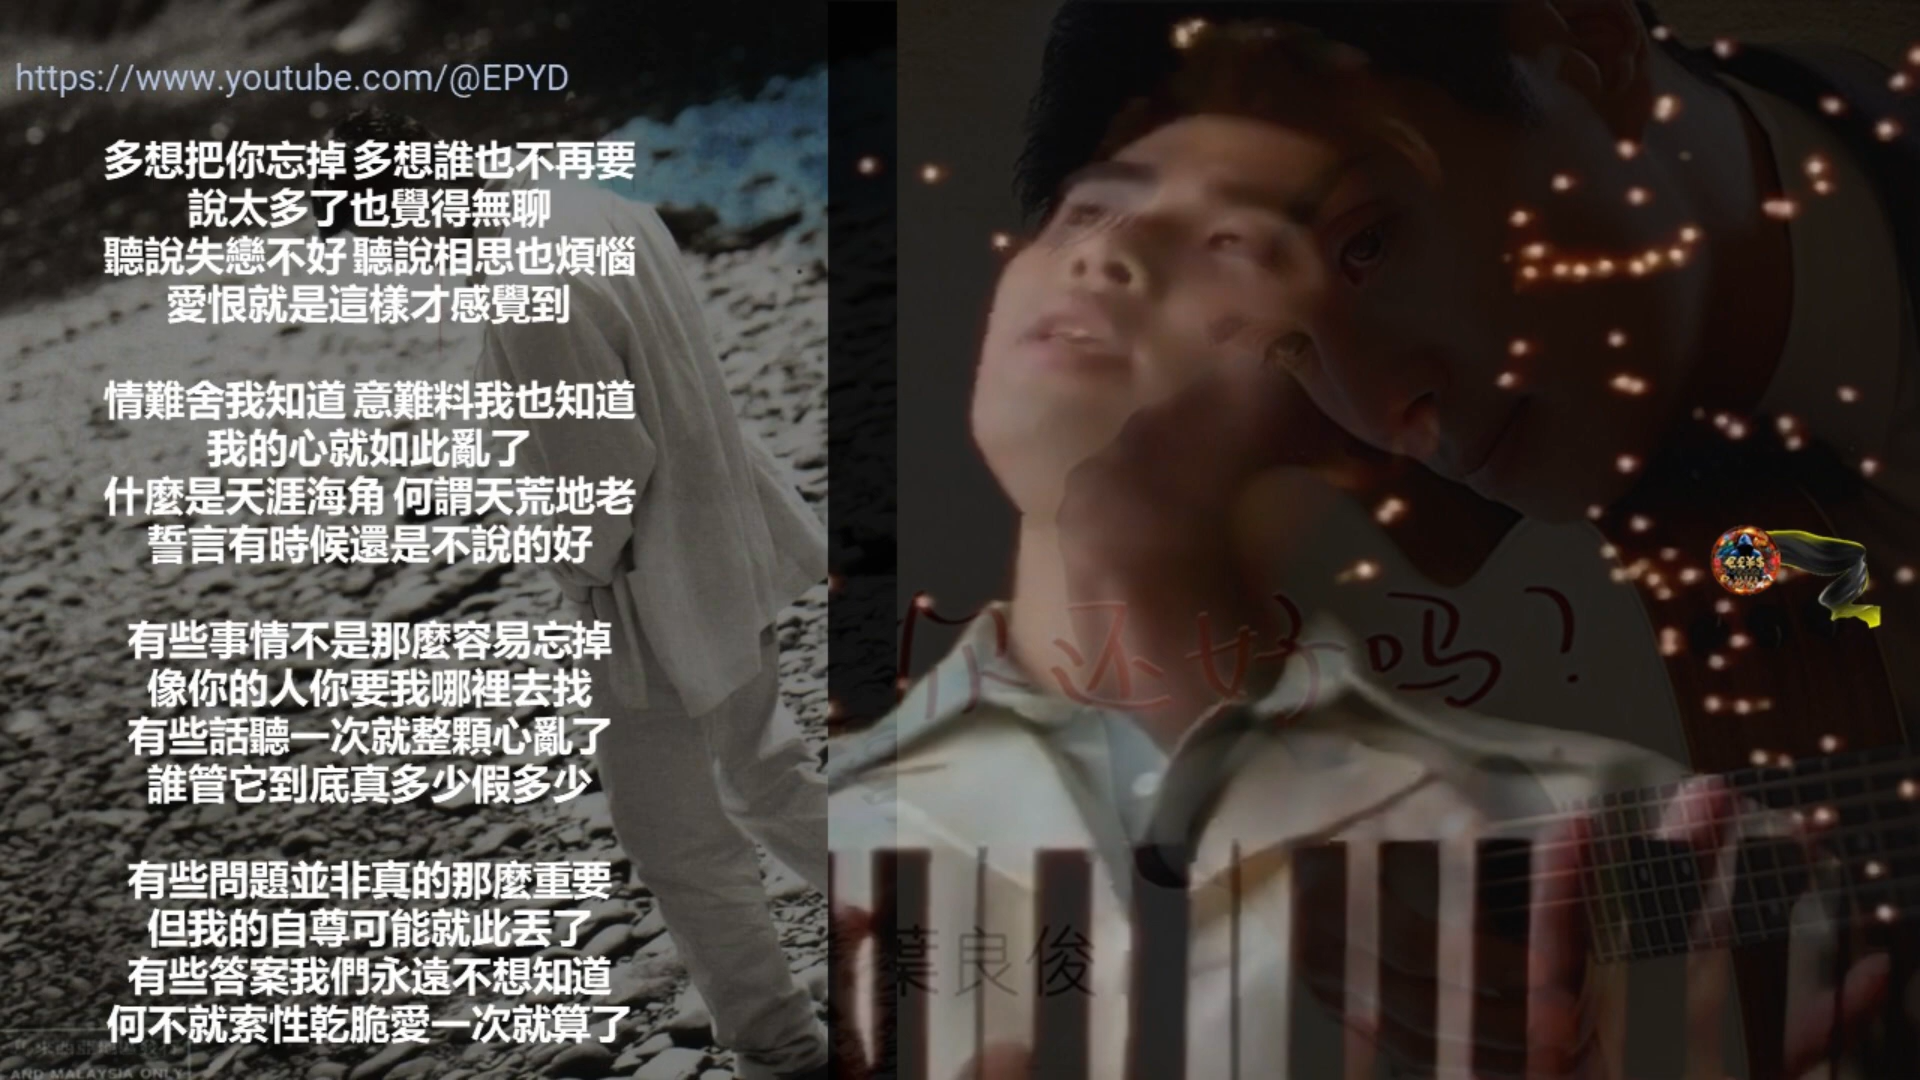 https://www.youtube.com/@EPYD
多想把你忘掉 多想誰也不再要
說太多了也覺得無聊
聽說失戀不好 聽說相思也煩惱
愛恨就是這樣才感覺到
情難舍我知道 意難料我也知道
我的心就如此亂了
什麼是天涯海角 何謂天荒地老
誓言有時候還是不說的好
有些事情不是那麼容易忘掉
像你的人你要我哪裡去找
有些話聽一次就整顆心亂了
誰管它到底真多少假多少
有些問題並非真的那麼重要
但我的自尊可能就此丟了
有些答案我們永遠不想知道
何不就索性乾脆愛一次就算了
AND MALAYSIA ONLY
你还好吗?
葉良俊
€£¥$